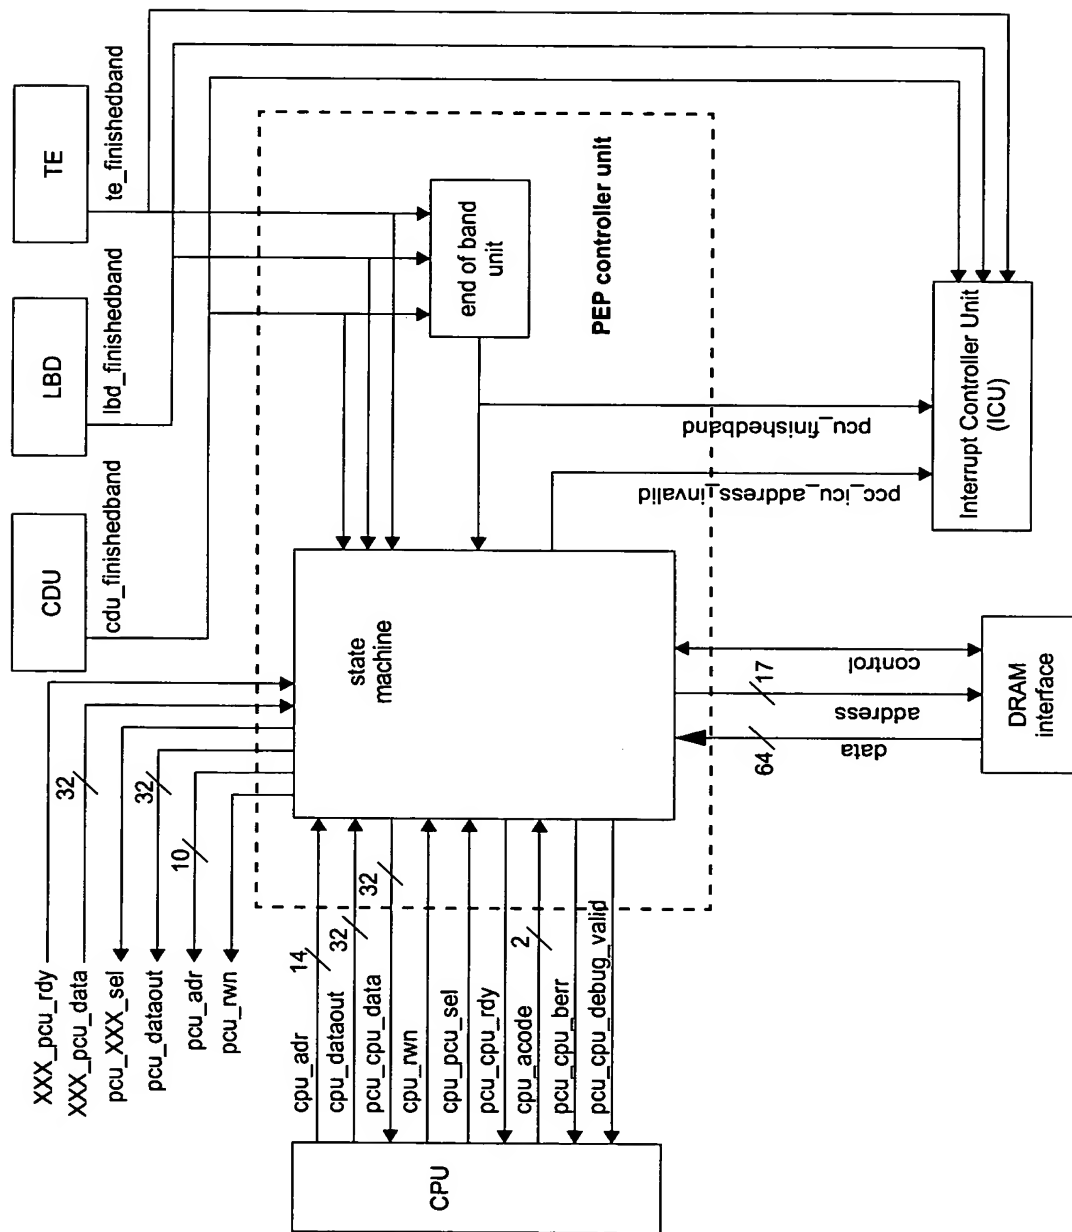 CDU
LBD
TE
cdu_finishedband
lbd_finishedband
te_finishedband
XXX_pcu_rdy
XXX_pcu_data
32
pcu_XXX_sel
pcu_dataout
32
pcu_adr
10
pcu_rwn
end of band
unit
PEP controller unit
state
machine
CPU
cpu_adr
14
cpu_dataout
32
pcu_cpu_data
32
cpu_rwn
cpu_pcu_sel
pcu_cpu_rdy
cpu_acode
2
pcu_cpu_berr
pcu_cpu_debug_valid
pcu_finishedband
pcc_icu_address_invalid
Interrupt Controller Unit
(ICU)
control
17
address
64
data
DRAM
interface